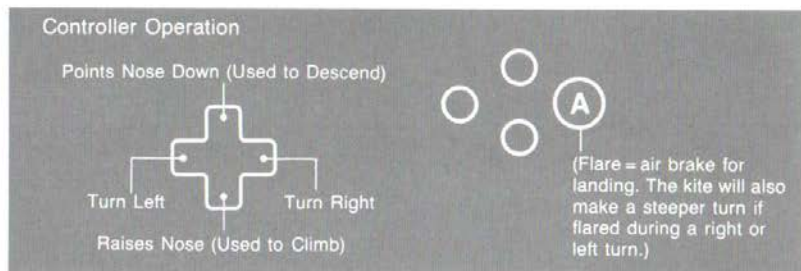 Controller Operation
Points Nose Down (Used to Descend)
Turn Left
Turn Right
Raises Nose (Used to Climb)
A
(Flare = air brake for
landing. The kite will also
make a steeper turn if
flared during a right or
left turn.)